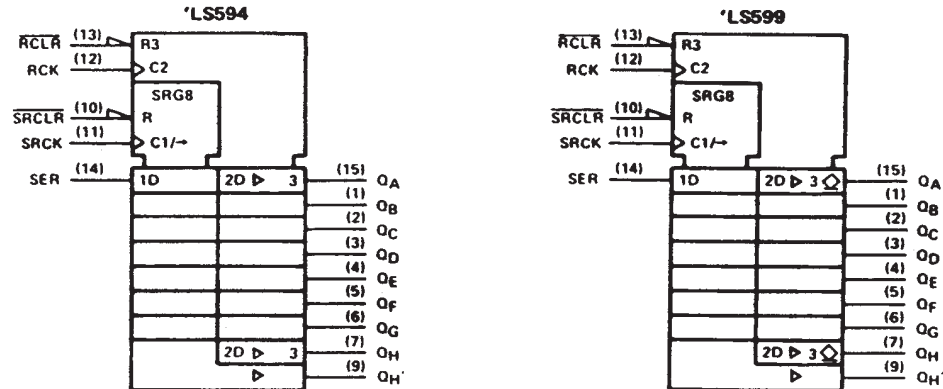 'LS594
RCLR (13) R3
RCK (12) C2
SRG8
SRCLR (10) R
SRCK (11) C1/→
SER (14) 1D 2D ▷ 3 (15) QA
(1) QB
(2) QC
(3) QD
(4) QE
(5) QF
(6) QG
2D ▷ 3 (7) QH
▷ (9) QH'
'LS599
RCLR (13) R3
RCK (12) C2
SRG8
SRCLR (10) R
SRCK (11) C1/→
SER (14) 1D 2D ▷ 3 (15) QA
(1) QB
(2) QC
(3) QD
(4) QE
(5) QF
(6) QG
2D ▷ 3 (7) QH
▷ (9) QH'